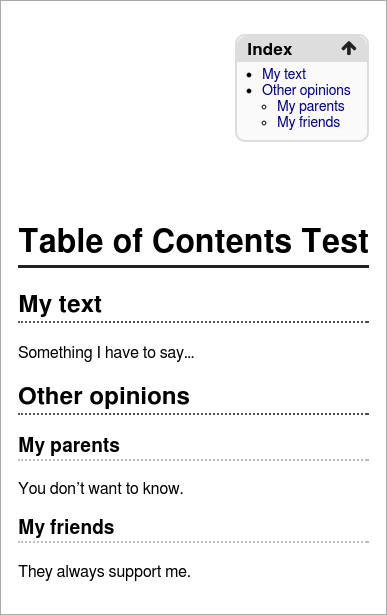 Index
My text
Other opinions
My parents
My friends
Table of Contents Test
My text
Something I have to say…
Other opinions
My parents
You don’t want to know.
My friends
They always support me.